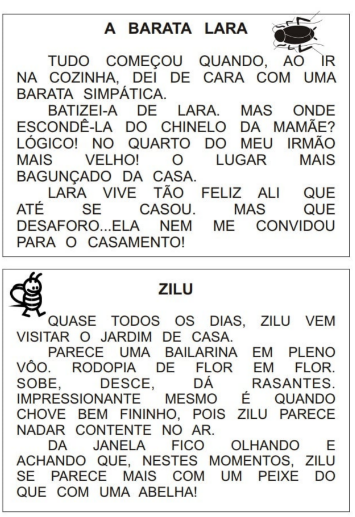 A BARATA LARA
TUDO COMEÇOU QUANDO, AO IR
NA COZINHA, DEI DE CARA COM UMA
BARATA SIMPÁTICA.
BATIZEI-A DE LARA. MAS ONDE
ESCONDÊ-LA DO CHINELO DA MAMÃE?
LÓGICO! NO QUARTO DO MEU IRMÃO
MAIS VELHO! O LUGAR MAIS
BAGUNÇADO DA CASA.
LARA VIVE TÃO FELIZ ALI QUE
ATÉ SE CASOU. MAS QUE
DESAFORO...ELA NEM ME CONVIDOU
PARA O CASAMENTO!
ZILU
QUASE TODOS OS DIAS, ZILU VEM
VISITAR O JARDIM DE CASA.
PARECE UMA BAILARINA EM PLENO
VÔO. RODOPIA DE FLOR EM FLOR.
SOBE, DESCE, DÁ RASANTES.
IMPRESSIONANTE MESMO É QUANDO
CHOVE BEM FININHO, POIS ZILU PARECE
NADAR CONTENTE NO AR.
DA JANELA FICO OLHANDO E
ACHANDO QUE, NESTES MOMENTOS, ZILU
SE PARECE MAIS COM UM PEIXE DO
QUE COM UMA ABELHA!